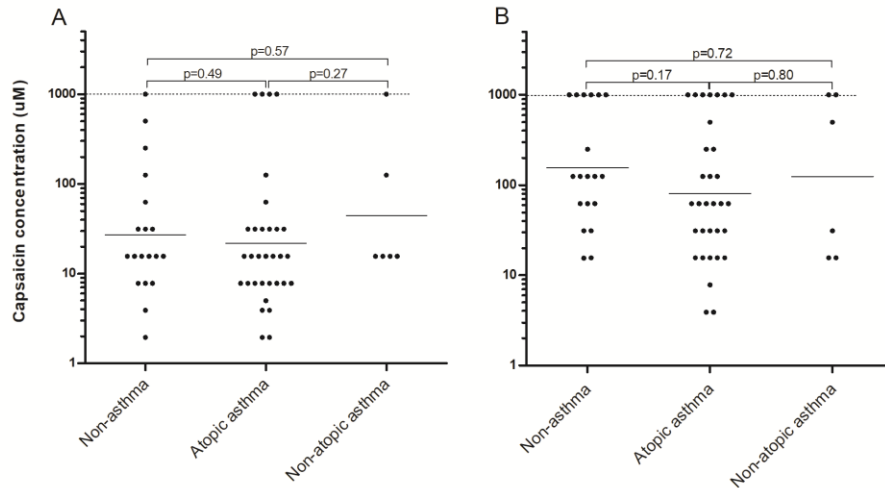 A
p=0.57
p=0.49 p=0.27
Capsaicin concentration (uM)
1000
100
10
1
Non-asthma
Atopic asthma
Non-atopic asthma
B
p=0.72
p=0.17 p=0.80
1000
100
10
1
Non-asthma
Atopic asthma
Non-atopic asthma